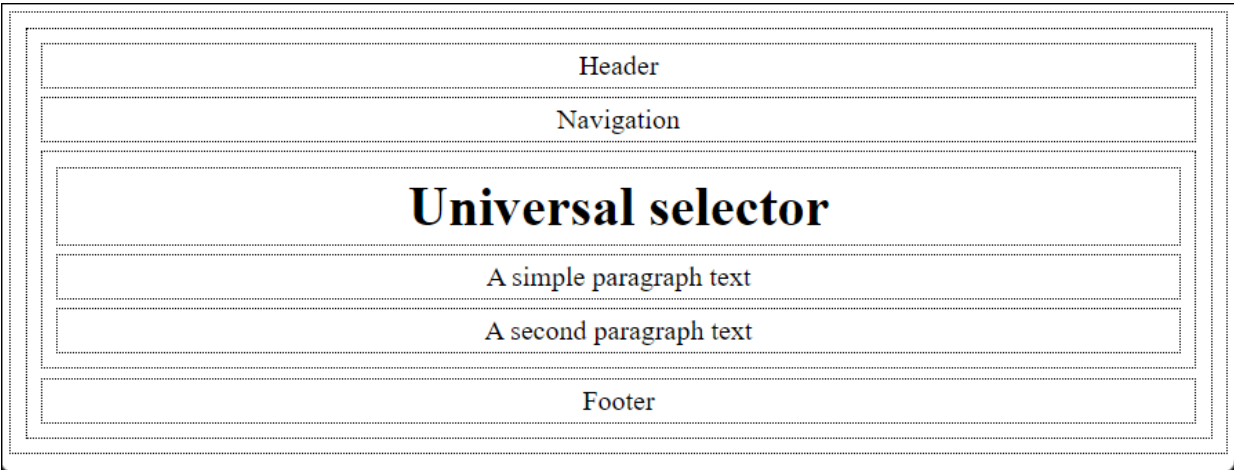 Header
Navigation
Universal selector
A simple paragraph text
A second paragraph text
Footer